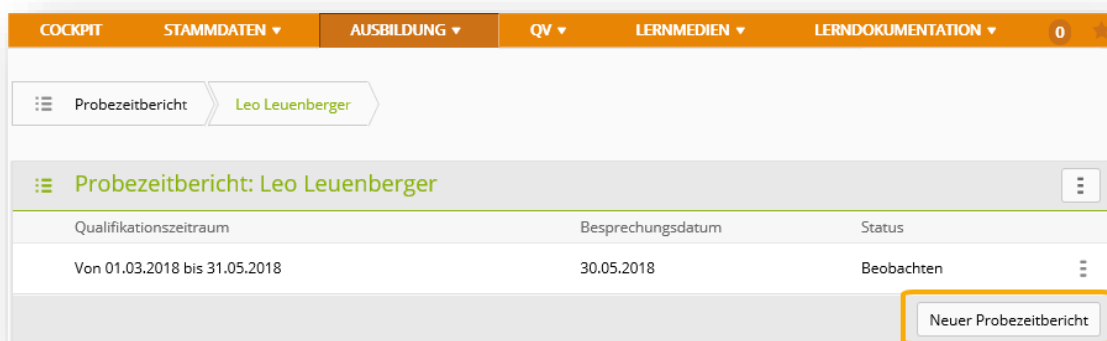 COCKPIT STAMMDATEN ▼ AUSBILDUNG ▼ QV ▼ LERNMEDIEN ▼ LERNDOKUMENTATION ▼ 0
Probezeitbericht Leo Leuenberger
Probezeitbericht: Leo Leuenberger
Qualifikationszeitraum Besprechungsdatum Status
Von 01.03.2018 bis 31.05.2018 30.05.2018 Beobachten
Neuer Probezeitbericht